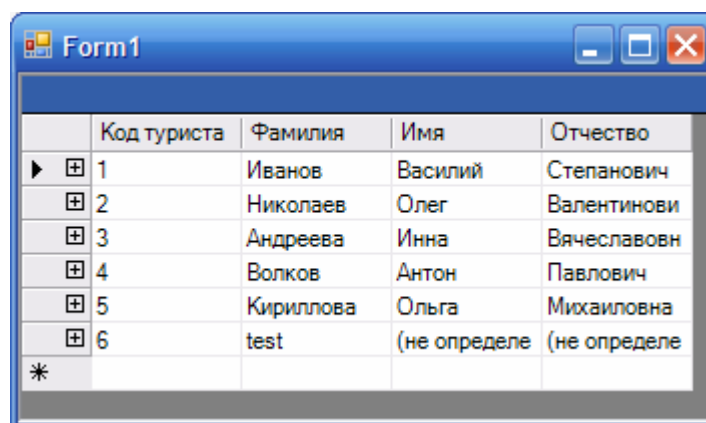 Form1
Код туриста Фамилия Имя Отчество
1 Иванов Василий Степанович
2 Николаев Олег Валентинови
3 Андреева Инна Вячеславовн
4 Волков Антон Павлович
5 Кириллова Ольга Михаиловна
6 test (не определе (не определе